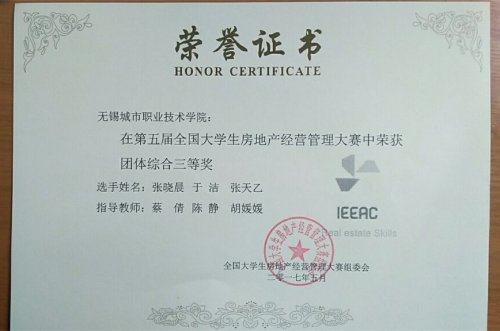 荣誉证书
HONOR CERTIFICATE
无锡城市职业技术学院:
在第五届全国大学生房地产经营管理大赛中荣获
团体综合三等奖
选手姓名: 张晓晨 于 洁 张天乙
指导教师: 蔡 倩 陈 静 胡媛媛
IEEAC
Real estate Skills
全国大学生房地产经营管理大赛组委会
二零一七年五月